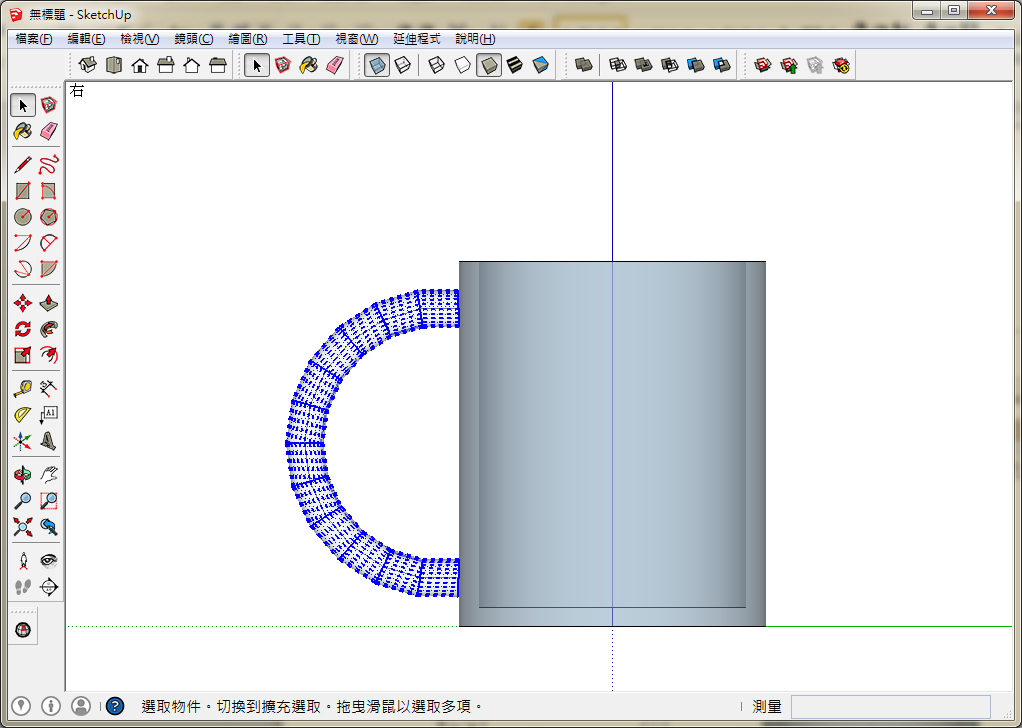 無標題 - SketchUp
檔案(F) 編輯(E) 檢視(V) 鏡頭(C) 繪圖(R) 工具(T) 視窗(W) 延伸程式 說明(H)
右
A1
選取物件。切換到擴充選取。拖曳滑鼠以選取多項。
測量